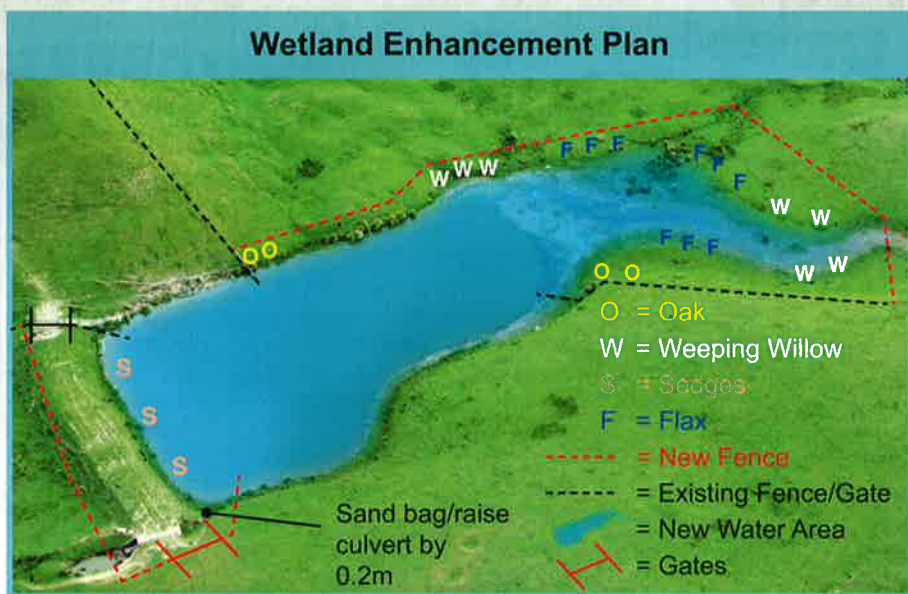 Wetland Enhancement Plan
F F F
W W W
F F F
W W
O O
F F F
W W
O O
O = Oak
W = Weeping Willow
S
S = Sedges
S
F = Flax
= New Fence
S
= Existing Fence/Gate
Sand bag/raise
culvert by
0.2m
= New Water Area
= Gates